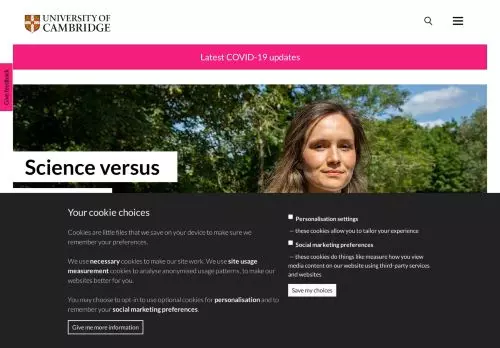 UNIVERSITY OF
CAMBRIDGE
Latest COVID-19 updates
Give feedback
Science versus
Your cookie choices
Cookies are little files that we save on your device to make sure we
remember your preferences.
We use necessary cookies to make our site work. We use site usage
measurement cookies to analyse anonymised usage patterns, to make our
websites better for you.
You may choose to opt-in to use optional cookies for personalisation and to
remember your social marketing preferences.
Give me more information
Personalisation settings
— these cookies allow you to tailor your experience
Social marketing preferences
— these cookies do things like measure how you view
media content on our website using third-party services
and websites
Save my choices